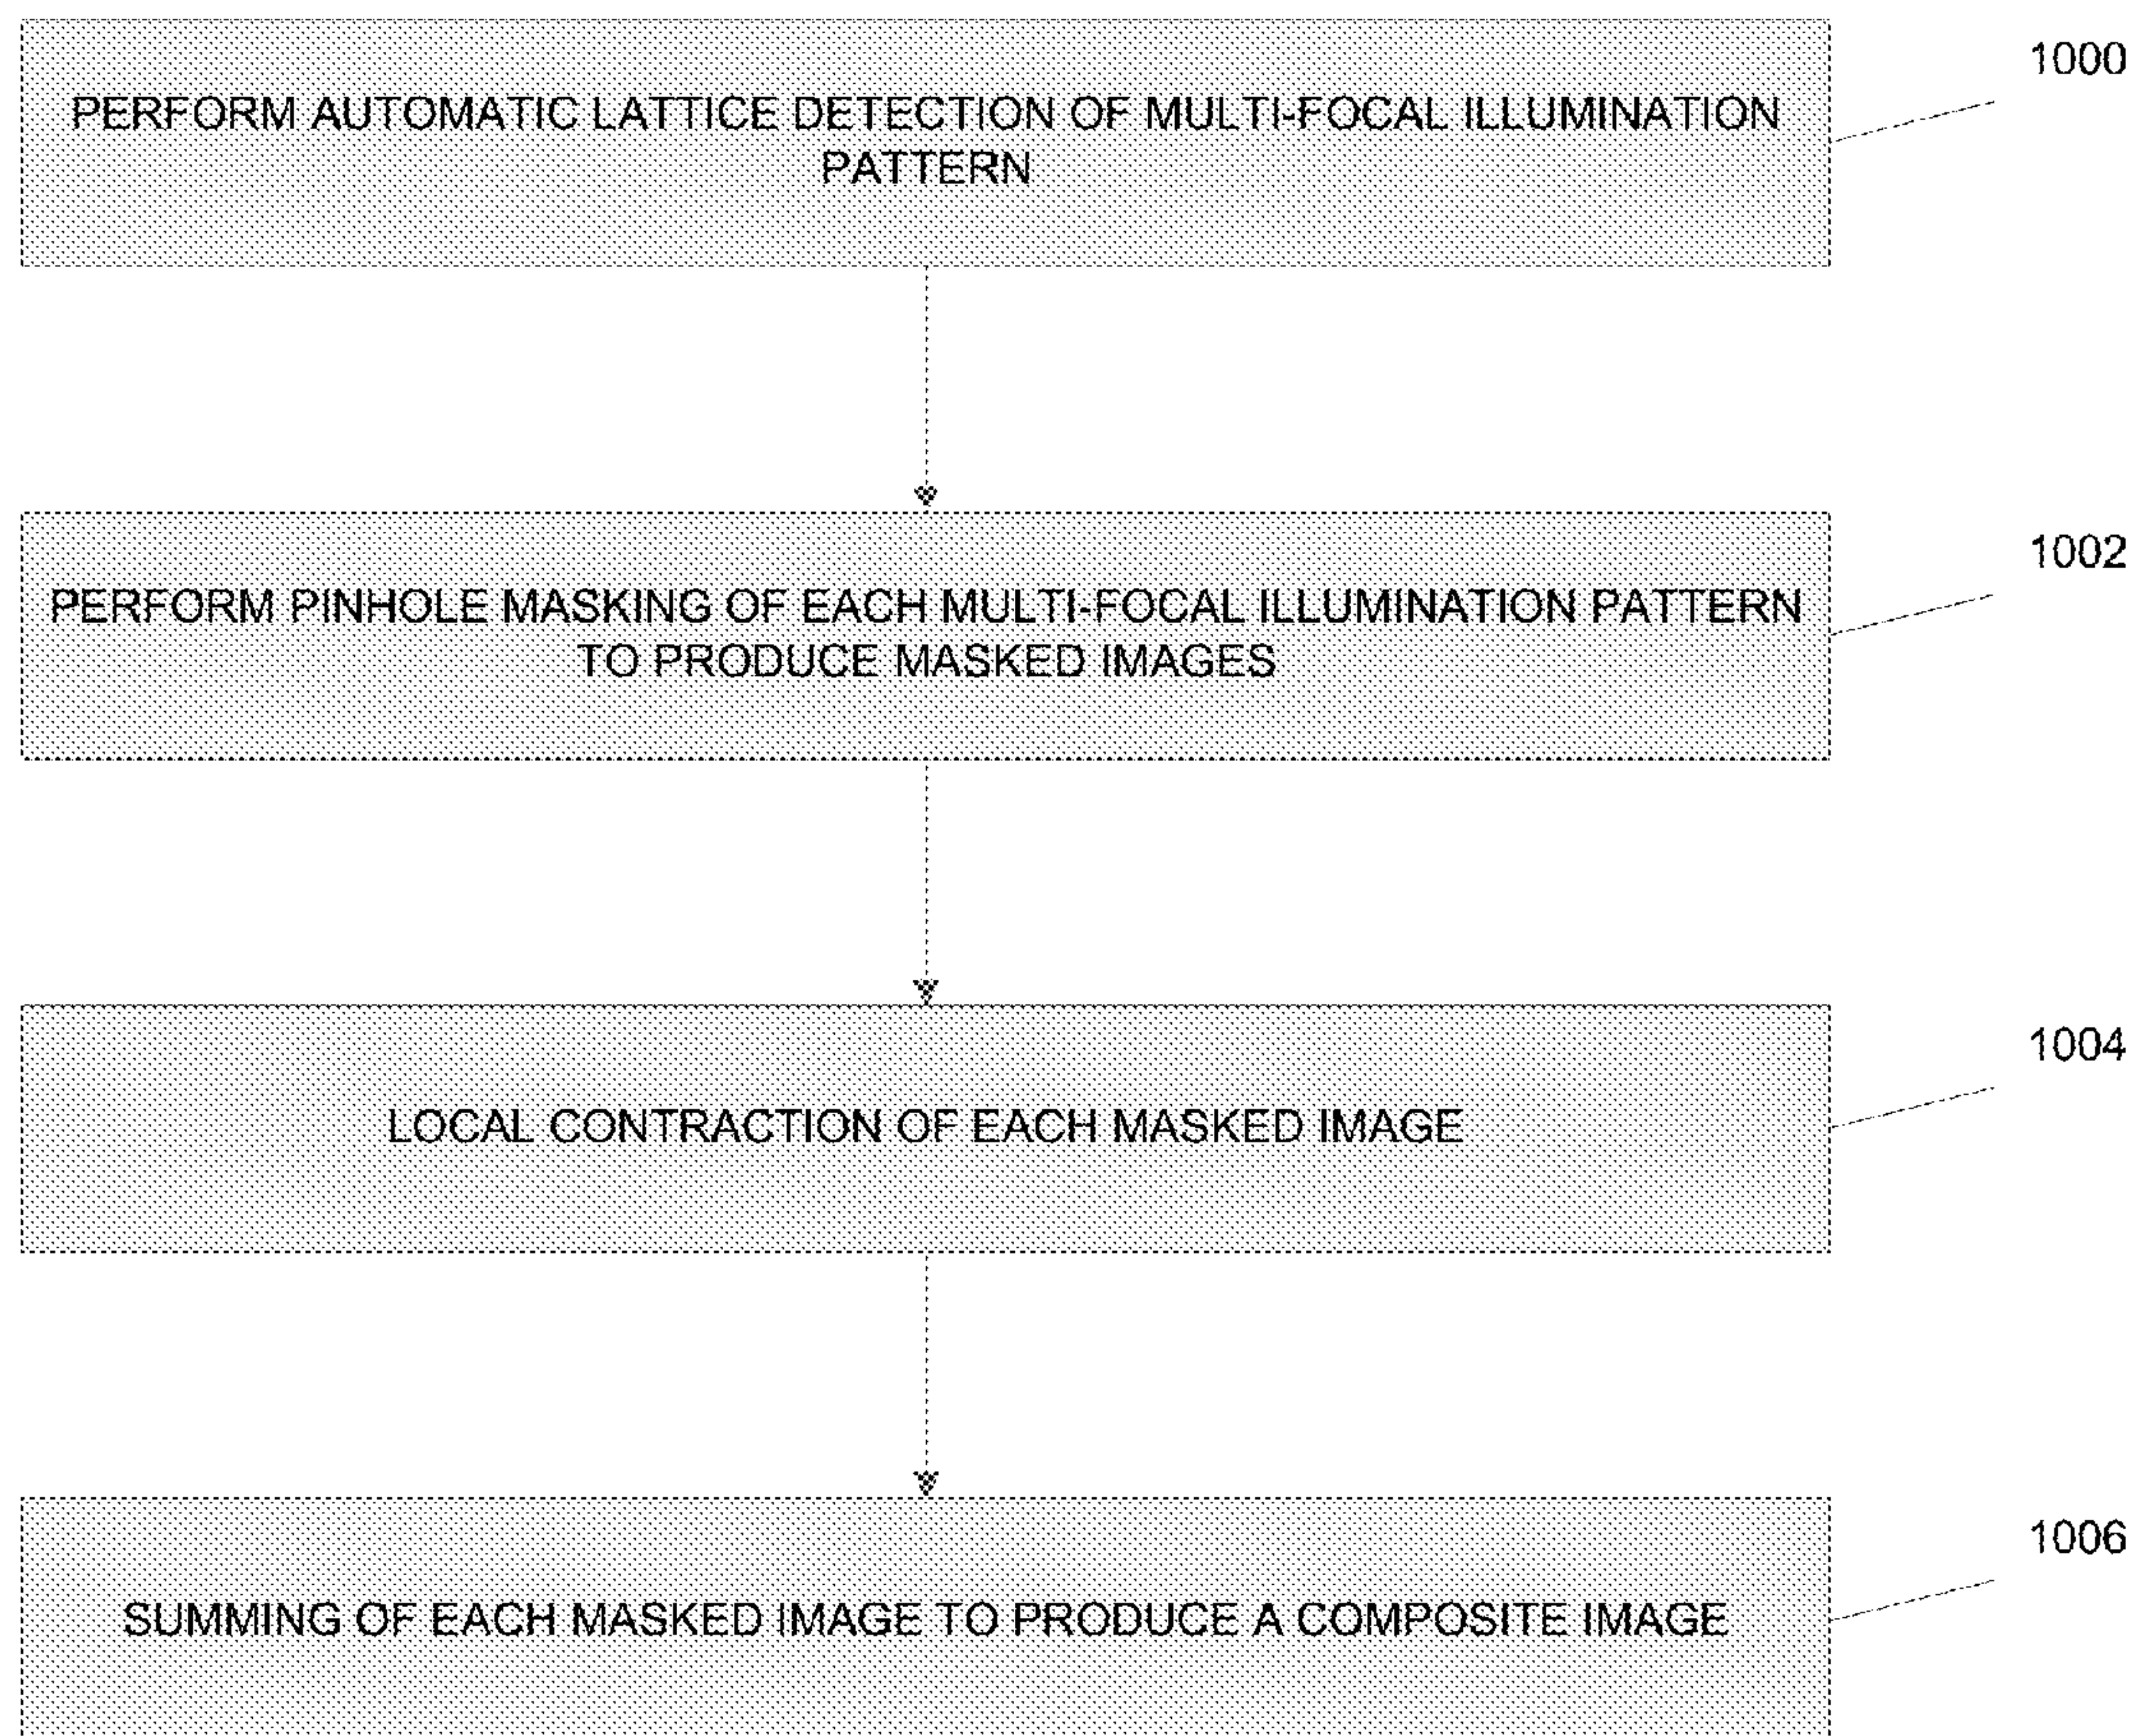 1000
PERFORM AUTOMATIC LATTICE DETECTION OF MULTI-FOCAL ILLUMINATION
PATTERN
1002
PERFORM PINHOLE MASKING OF EACH MULTI-FOCAL ILLUMINATION PATTERN
TO PRODUCE MASKED IMAGES
1004
LOCAL CONTRACTION OF EACH MASKED IMAGE
1006
SUMMING OF EACH MASKED IMAGE TO PRODUCE A COMPOSITE IMAGE